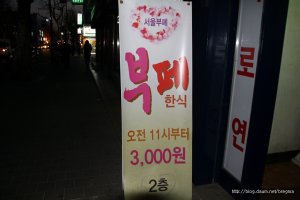 서울부페
부페
한식
오전 11시부터
3,000원
2층
로
연
http://blog.daum.net/bregma